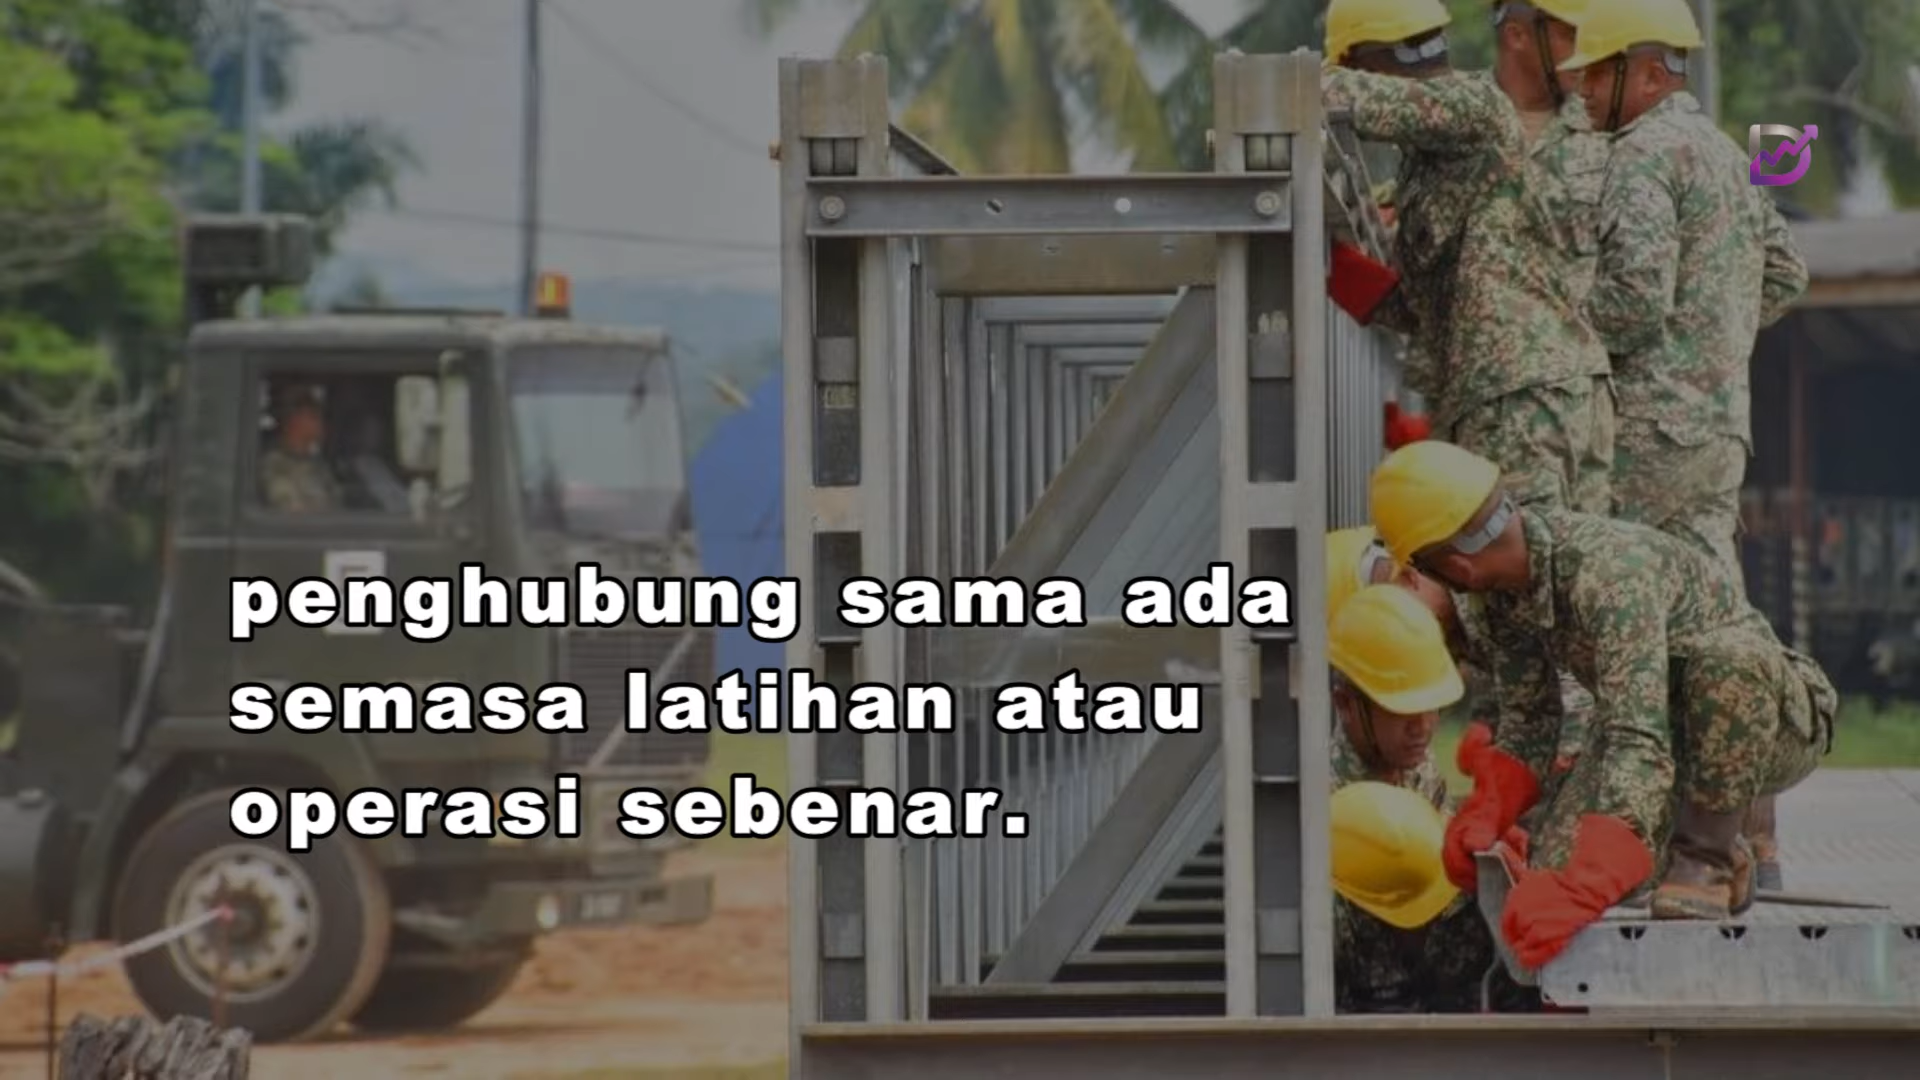 penghubung sama ada
semasa latihan atau
operasi sebenar.